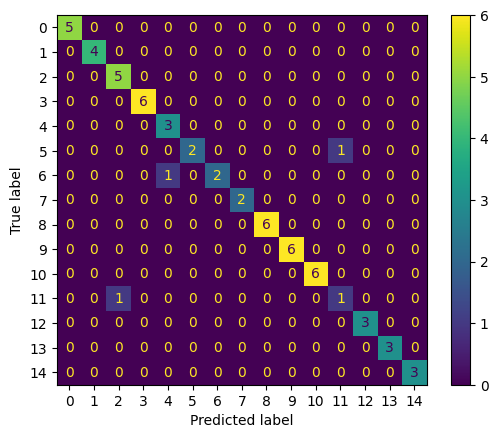 0 5 0 0 0 0 0 0 0 0 0 0 0 0 0 0 6
1 0 4 0 0 0 0 0 0 0 0 0 0 0 0 0
2 0 0 5 0 0 0 0 0 0 0 0 0 0 0 0
5
3 0 0 0 6 0 0 0 0 0 0 0 0 0 0 0
4 0 0 0 0 3 0 0 0 0 0 0 0 0 0 0
4
5 0 0 0 0 0 2 0 0 0 0 0 1 0 0 0
6 0 0 0 0 1 0 2 0 0 0 0 0 0 0 0
7 0 0 0 0 0 0 0 2 0 0 0 0 0 0 0
3
8 0 0 0 0 0 0 0 0 6 0 0 0 0 0 0
9 0 0 0 0 0 0 0 0 0 6 0 0 0 0 0
2
10 0 0 0 0 0 0 0 0 0 0 6 0 0 0 0
11 0 0 1 0 0 0 0 0 0 0 0 1 0 0 0
12 0 0 0 0 0 0 0 0 0 0 0 0 3 0 0
1
13 0 0 0 0 0 0 0 0 0 0 0 0 0 3 0
14 0 0 0 0 0 0 0 0 0 0 0 0 0 0 3
0
0 1 2 3 4 5 6 7 8 9 10 11 12 13 14
Predicted label
True label